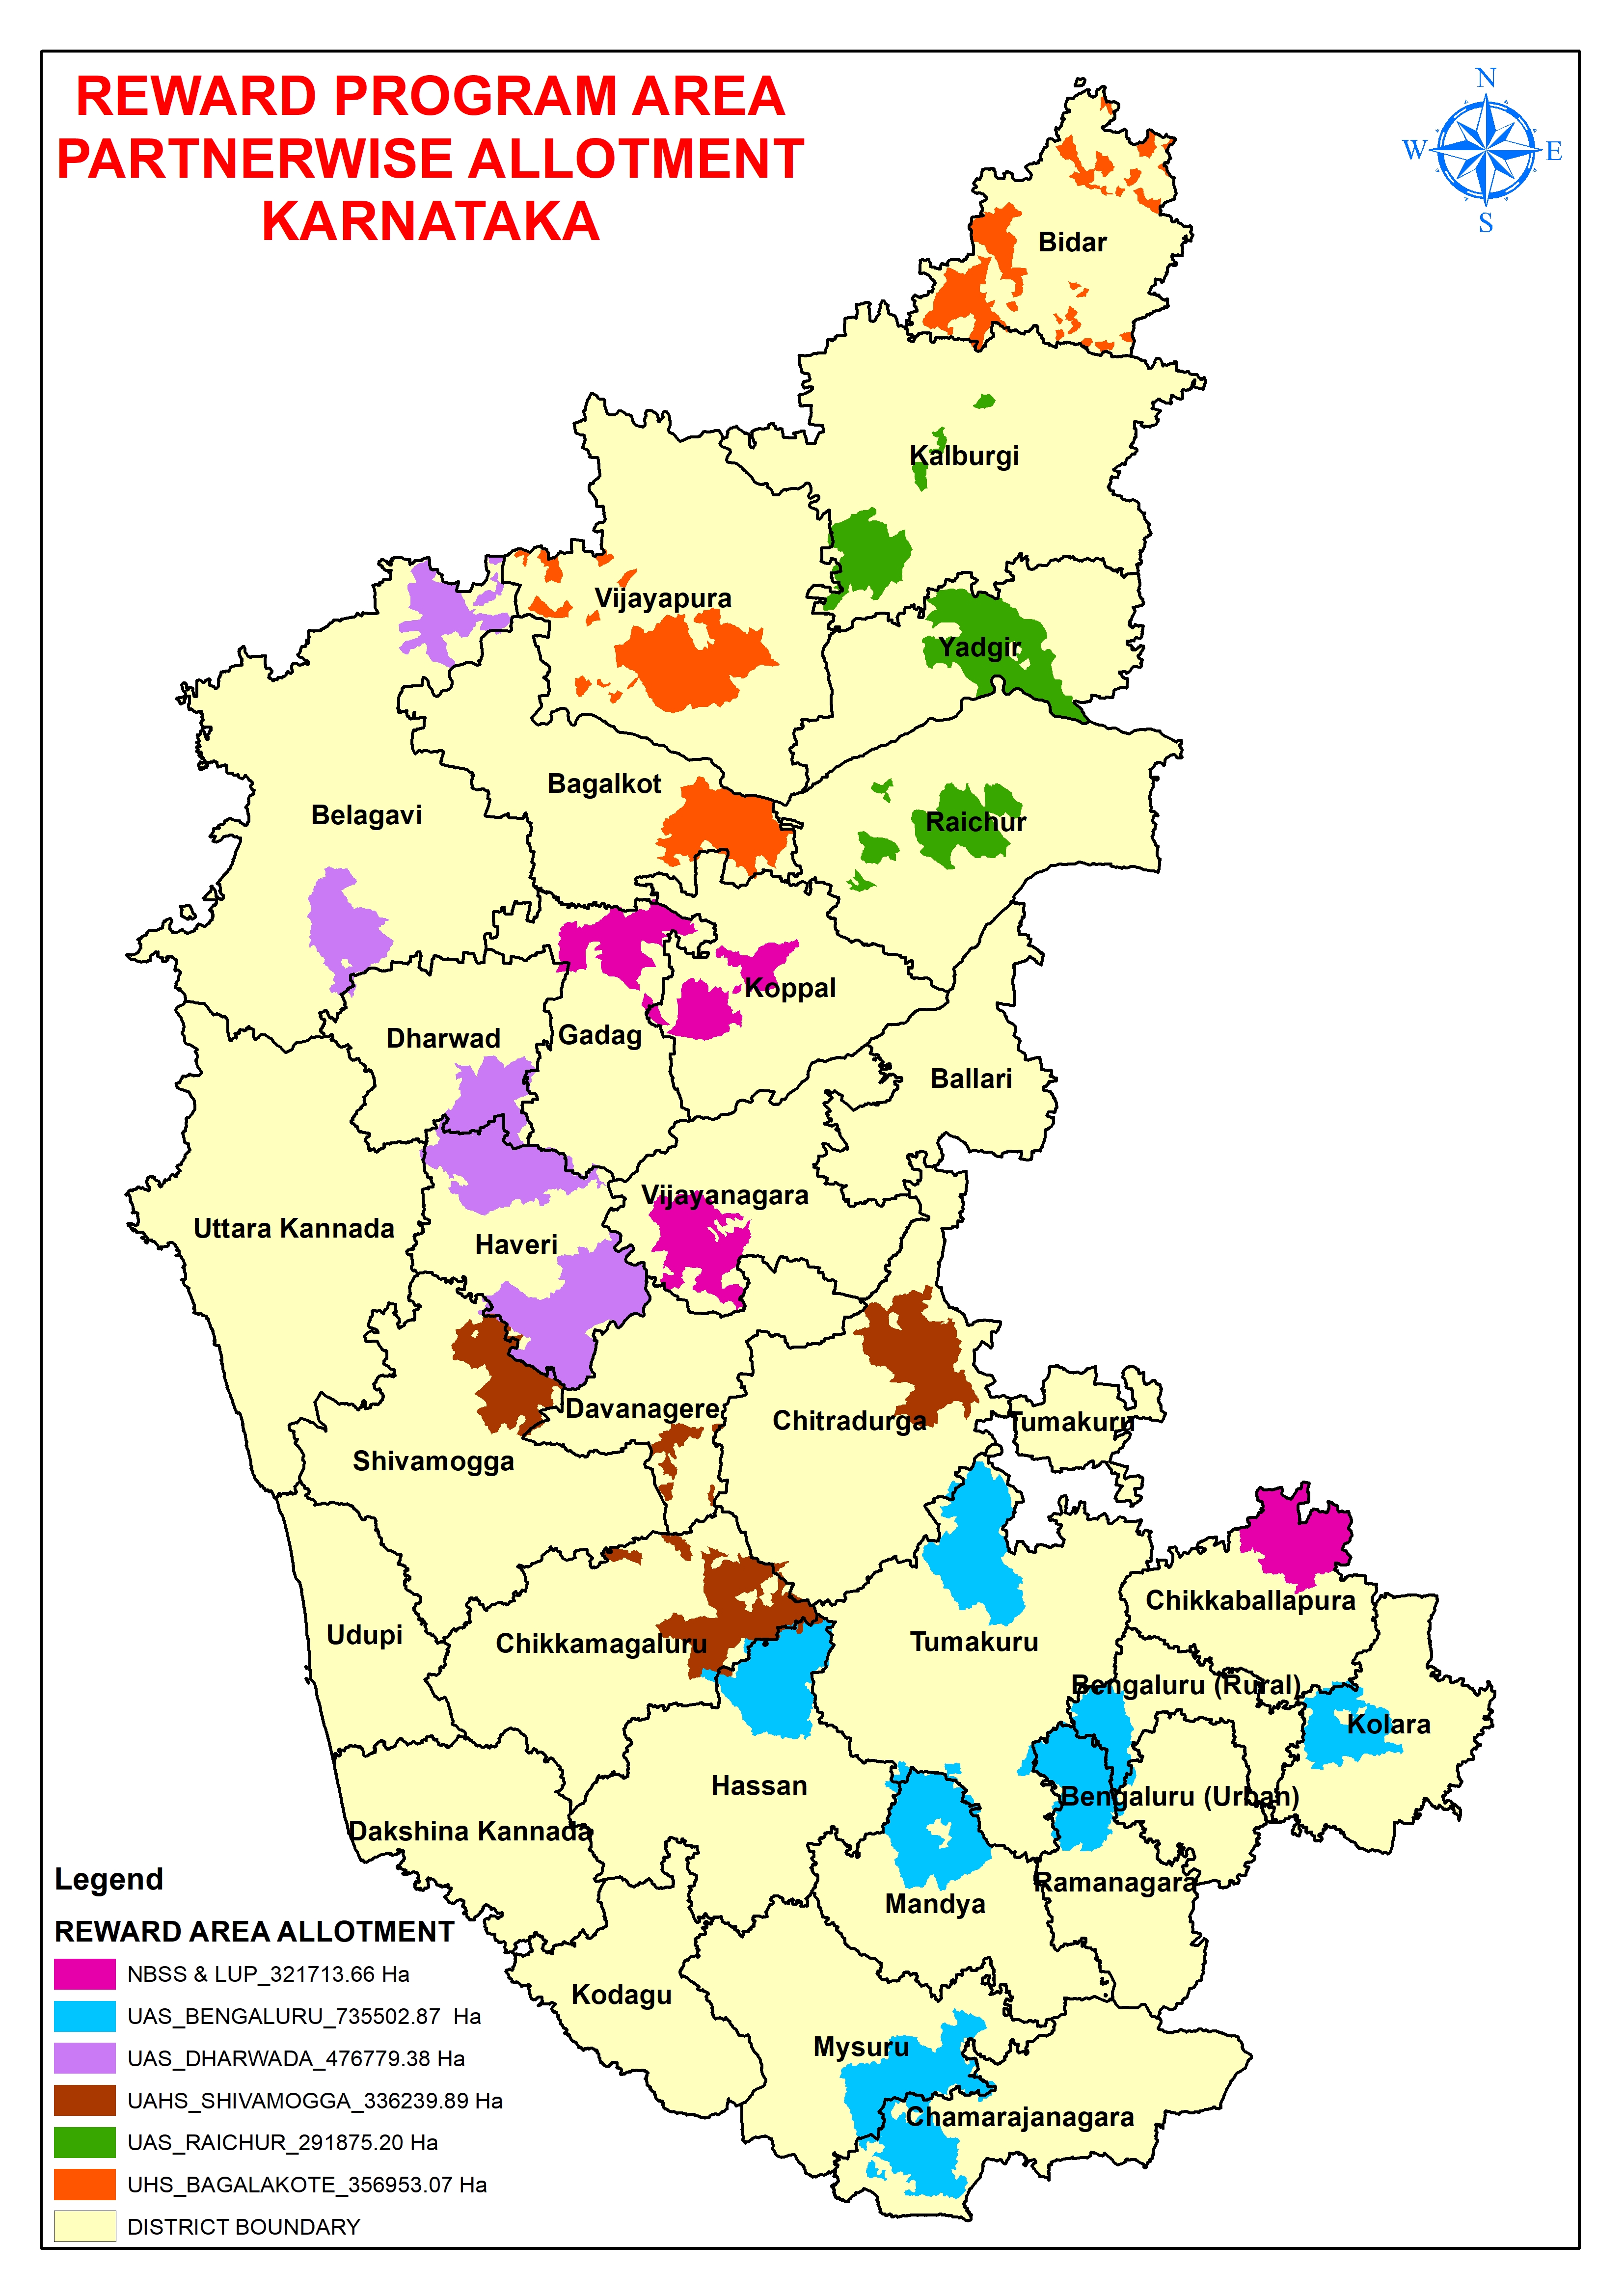 REWARD PROGRAM AREA
PARTNERWISE ALLOTMENT
KARNATAKA
N
W
E
S
Bidar
Kalburgi
Vijayapura
Yadgir
Bagalkot
Belagavi
Raichur
Koppal
Dharwad
Gadag
Ballari
Vijayanagara
Uttara Kannada
Haveri
Davanagere
Chitradurga
Tumakuru
Shivamogga
Chikkaballapura
Udupi
Chikkamagaluru
Tumakuru
Bengaluru (Rural)
Kolara
Hassan
Bengaluru (Urban)
Dakshina Kannada
Ramanagara
Mandya
Kodagu
Mysuru
Chamarajanagara
Legend
REWARD AREA ALLOTMENT
NBSS & LUP_321713.66 Ha
UAS_BENGALURU_735502.87  Ha
UAS_DHARWADA_476779.38 Ha
UAHS_SHIVAMOGGA_336239.89 Ha
UAS_RAICHUR_291875.20 Ha
UHS_BAGALAKOTE_356953.07 Ha
DISTRICT BOUNDARY